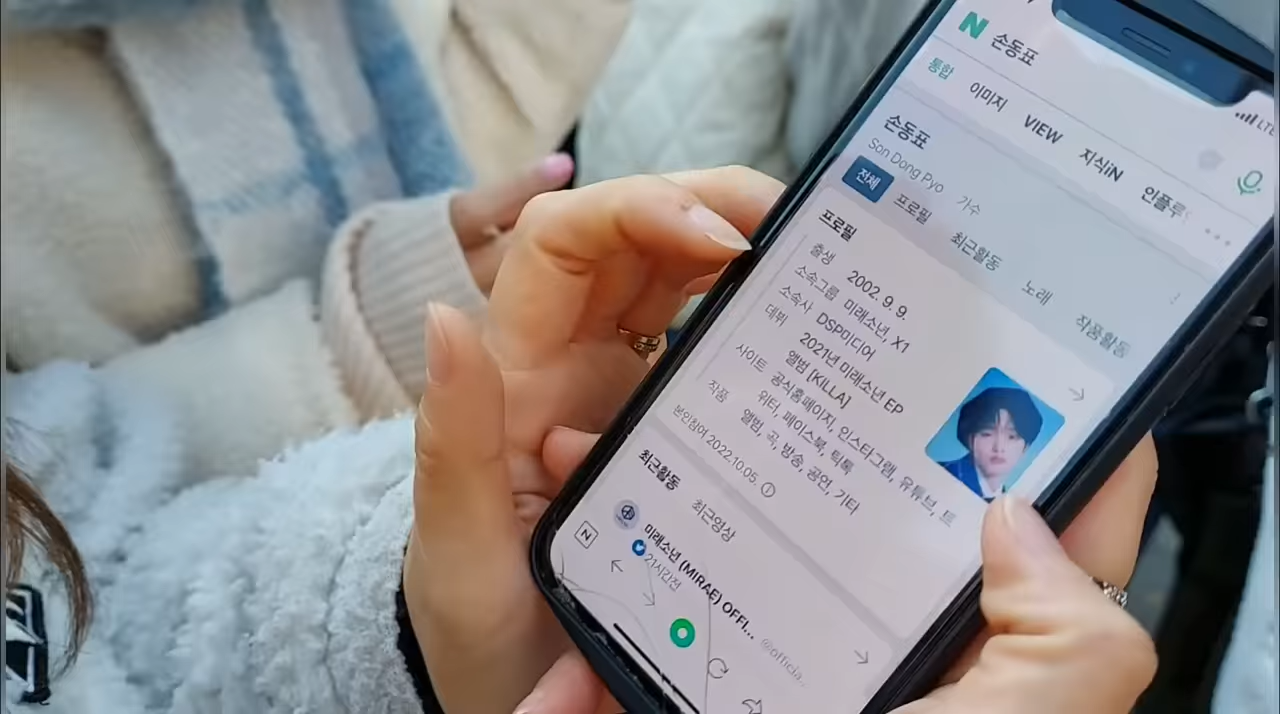 N 손동표
LTE
통합 이미지 VIEW 지식iN 인플루
손동표
Son Dong Pyo 가수
전체 프로필 최근활동 노래 작품활동
프로필
출생 2002. 9. 9.
소속그룹 미래소년, X1
소속사 DSP미디어
데뷔 2021년 미래소년 EP
앨범 [KILLA]
사이트 공식홈페이지, 인스타그램, 유튜브, 트
위터, 페이스북, 틱톡
작품 앨범, 곡, 방송, 공연, 기타
본인참여 2022.10.05.
최근활동 최근영상
미래소년 (MIRAE) OFFI... @officia..
21시간전
N